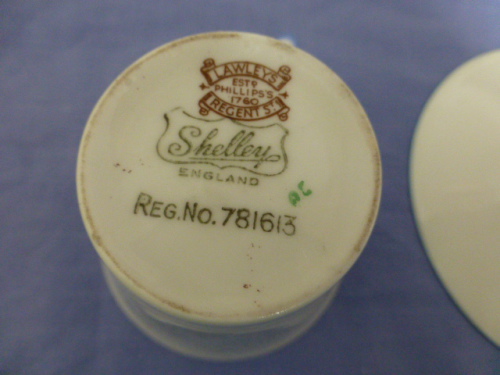 LAWLEYS
ESTD
PHILLIPS'S
1760
REGENT ST.
Shelley
ENGLAND
REG.NO. 781613